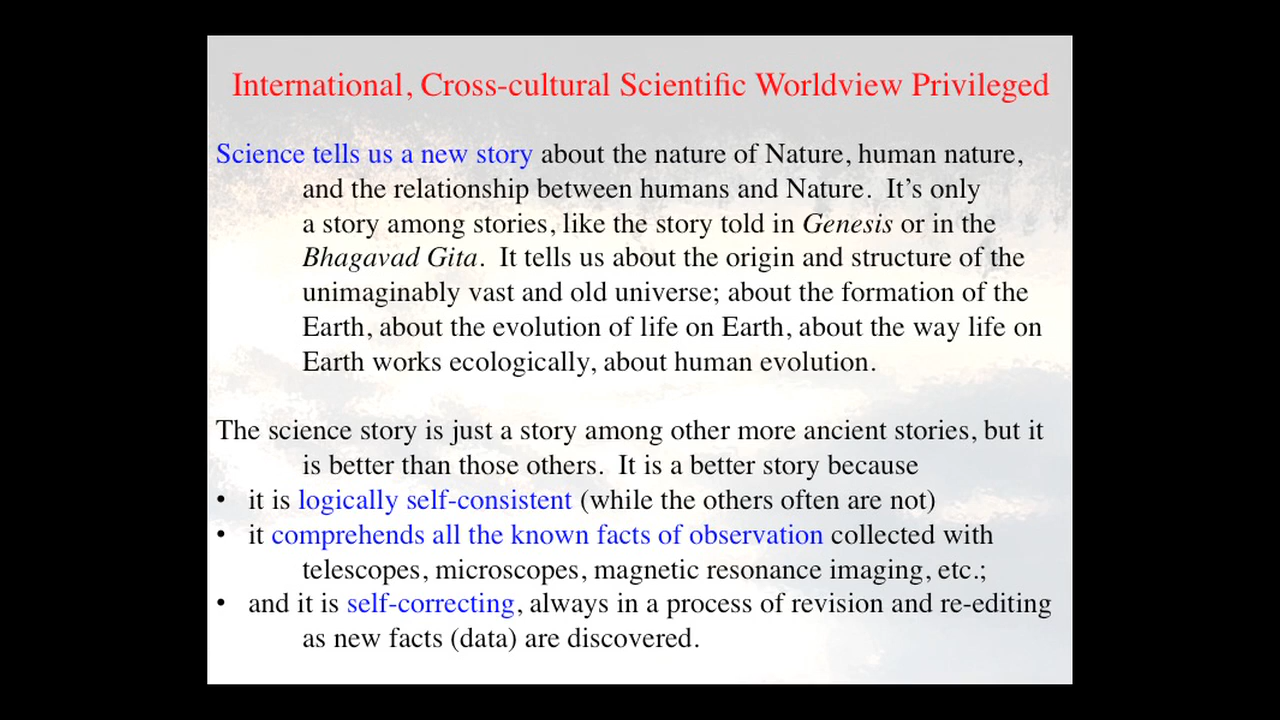 International, Cross-cultural Scientific Worldview Privileged
Science tells us a new story about the nature of Nature, human nature,
and the relationship between humans and Nature. It's only
a story among stories, like the story told in Genesis or in the
Bhagavad Gita. It tells us about the origin and structure of the
unimaginably vast and old universe; about the formation of the
Earth, about the evolution of life on Earth, about the way life on
Earth works ecologically, about human evolution.
The science story is just a story among other more ancient stories, but it
is better than those others. It is a better story because
• it is logically self-consistent (while the others often are not)
• it comprehends all the known facts of observation collected with
telescopes, microscopes, magnetic resonance imaging, etc.;
• and it is self-correcting, always in a process of revision and re-editing
as new facts (data) are discovered.